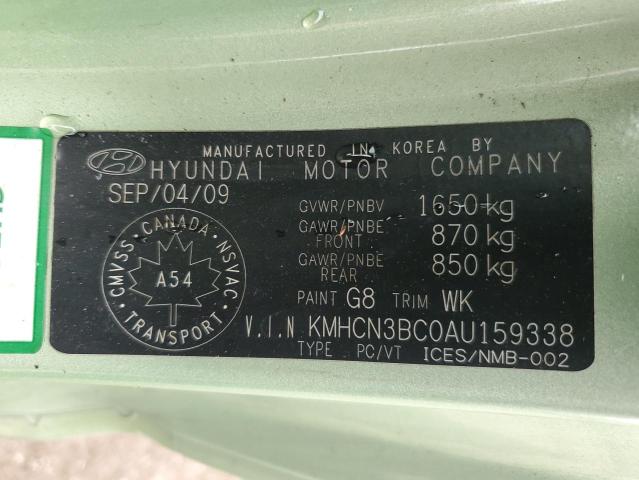 MANUFACTURED IN KOREA BY
HYUNDAI MOTOR COMPANY
SEP/04/09
GVWR/PNBV 1650 kg
GAWR/PNBE FRONT 870 kg
GAWR/PNBE REAR 850 kg
CMVSS · CANADA · NSVAC
A54
TRANSPORT
PAINT G8 TRIM WK
V.I.N KMHCN3BC0AU159338
TYPE PC/VT ICES/NMB-002